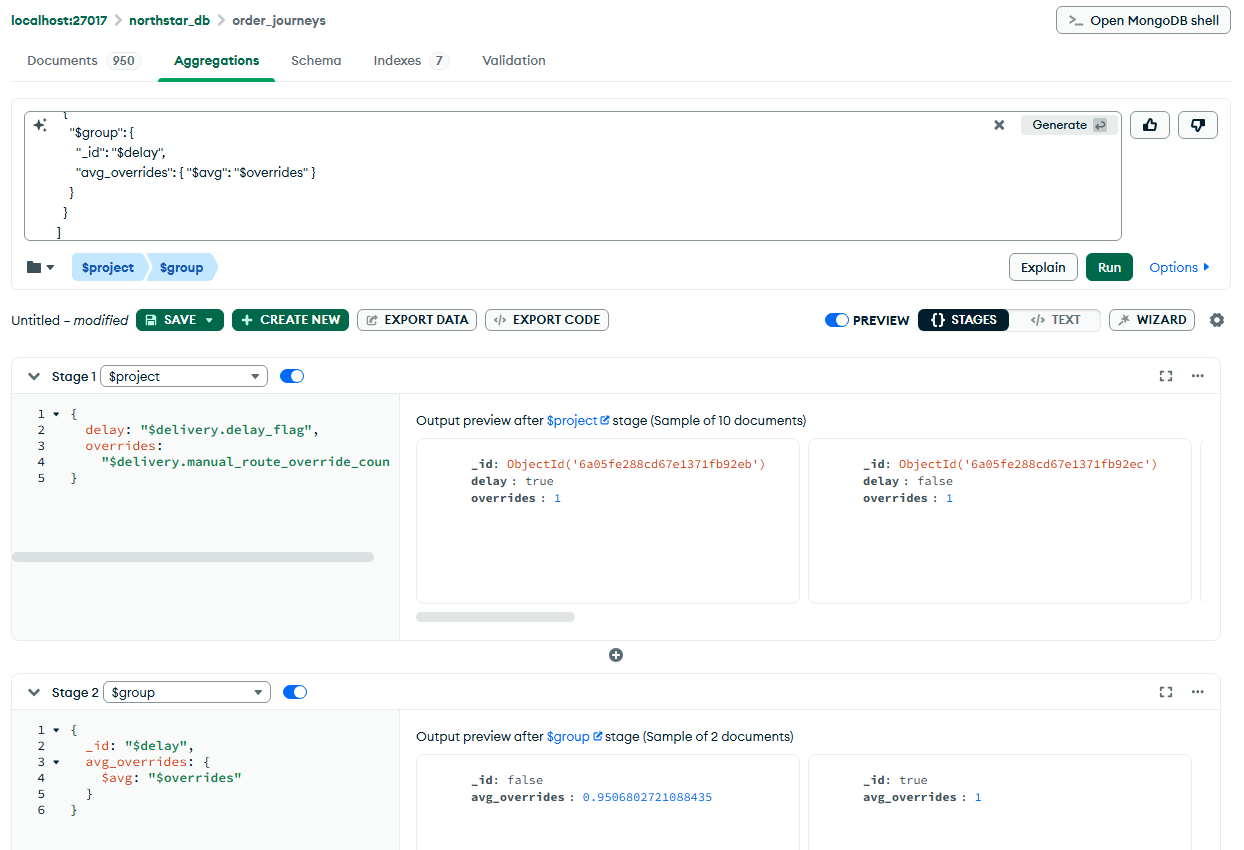 localhost:27017 > northstar_db > order_journeys
>_ Open MongoDB shell
Documents 950 Aggregations Schema Indexes 7 Validation
{
"$group": {
"_id": "$delay",
"avg_overrides": { "$avg": "$overrides" }
}
}
]
Generate
$project $group
Explain Run Options
Untitled – modified SAVE + CREATE NEW EXPORT DATA </> EXPORT CODE PREVIEW {} STAGES </> TEXT WIZARD
Stage 1 $project
1 {
2 delay: "$delivery.delay_flag",
3 overrides:
4 "$delivery.manual_route_override_coun
5 }
Output preview after $project stage (Sample of 10 documents)
_id: ObjectId('6a05fe288cd67e1371fb92eb')
delay : true
overrides : 1
_id: ObjectId('6a05fe288cd67e1371fb92ec')
delay : false
overrides : 1
Stage 2 $group
1 {
2 _id: "$delay",
3 avg_overrides: {
4 $avg: "$overrides"
5 }
6 }
Output preview after $group stage (Sample of 2 documents)
_id: false
avg_overrides : 0.9506802721088435
_id: true
avg_overrides : 1